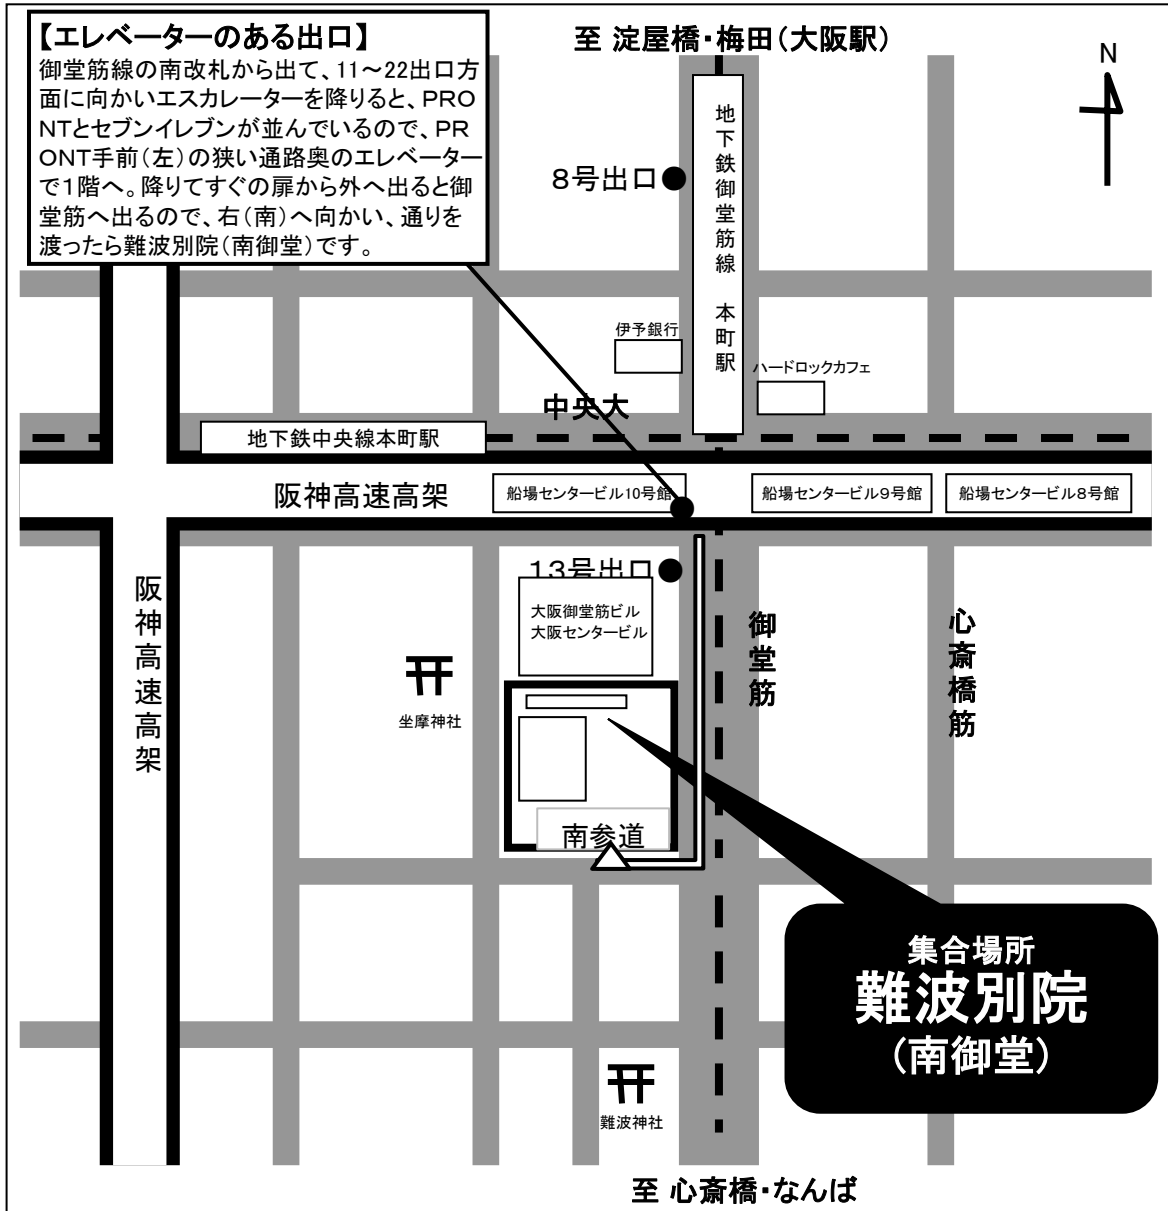 【エレベーターのある出口】
御堂筋線の南改札から出て、11～22出口方
面に向かいエスカレーターを降りると、PRO
NTとセブンイレブンが並んでいるので、PR
ONT手前(左)の狭い通路奥のエレベーター
で1階へ。降りてすぐの扉から外へ出ると御
堂筋へ出るので、右(南)へ向かい、通りを
渡ったら難波別院(南御堂)です。
至 淀屋橋・梅田(大阪駅)
N
地下鉄御堂筋線 本町駅
8号出口
伊予銀行
ハードロックカフェ
中央大
地下鉄中央線本町駅
阪神高速高架
船場センタービル10号館
船場センタービル9号館
船場センタービル8号館
13号出口
大阪御堂筋ビル
大阪センタービル
阪神高速高架
御堂筋
心斎橋筋
坐摩神社
南参道
集合場所
難波別院
(南御堂)
難波神社
至 心斎橋・なんば